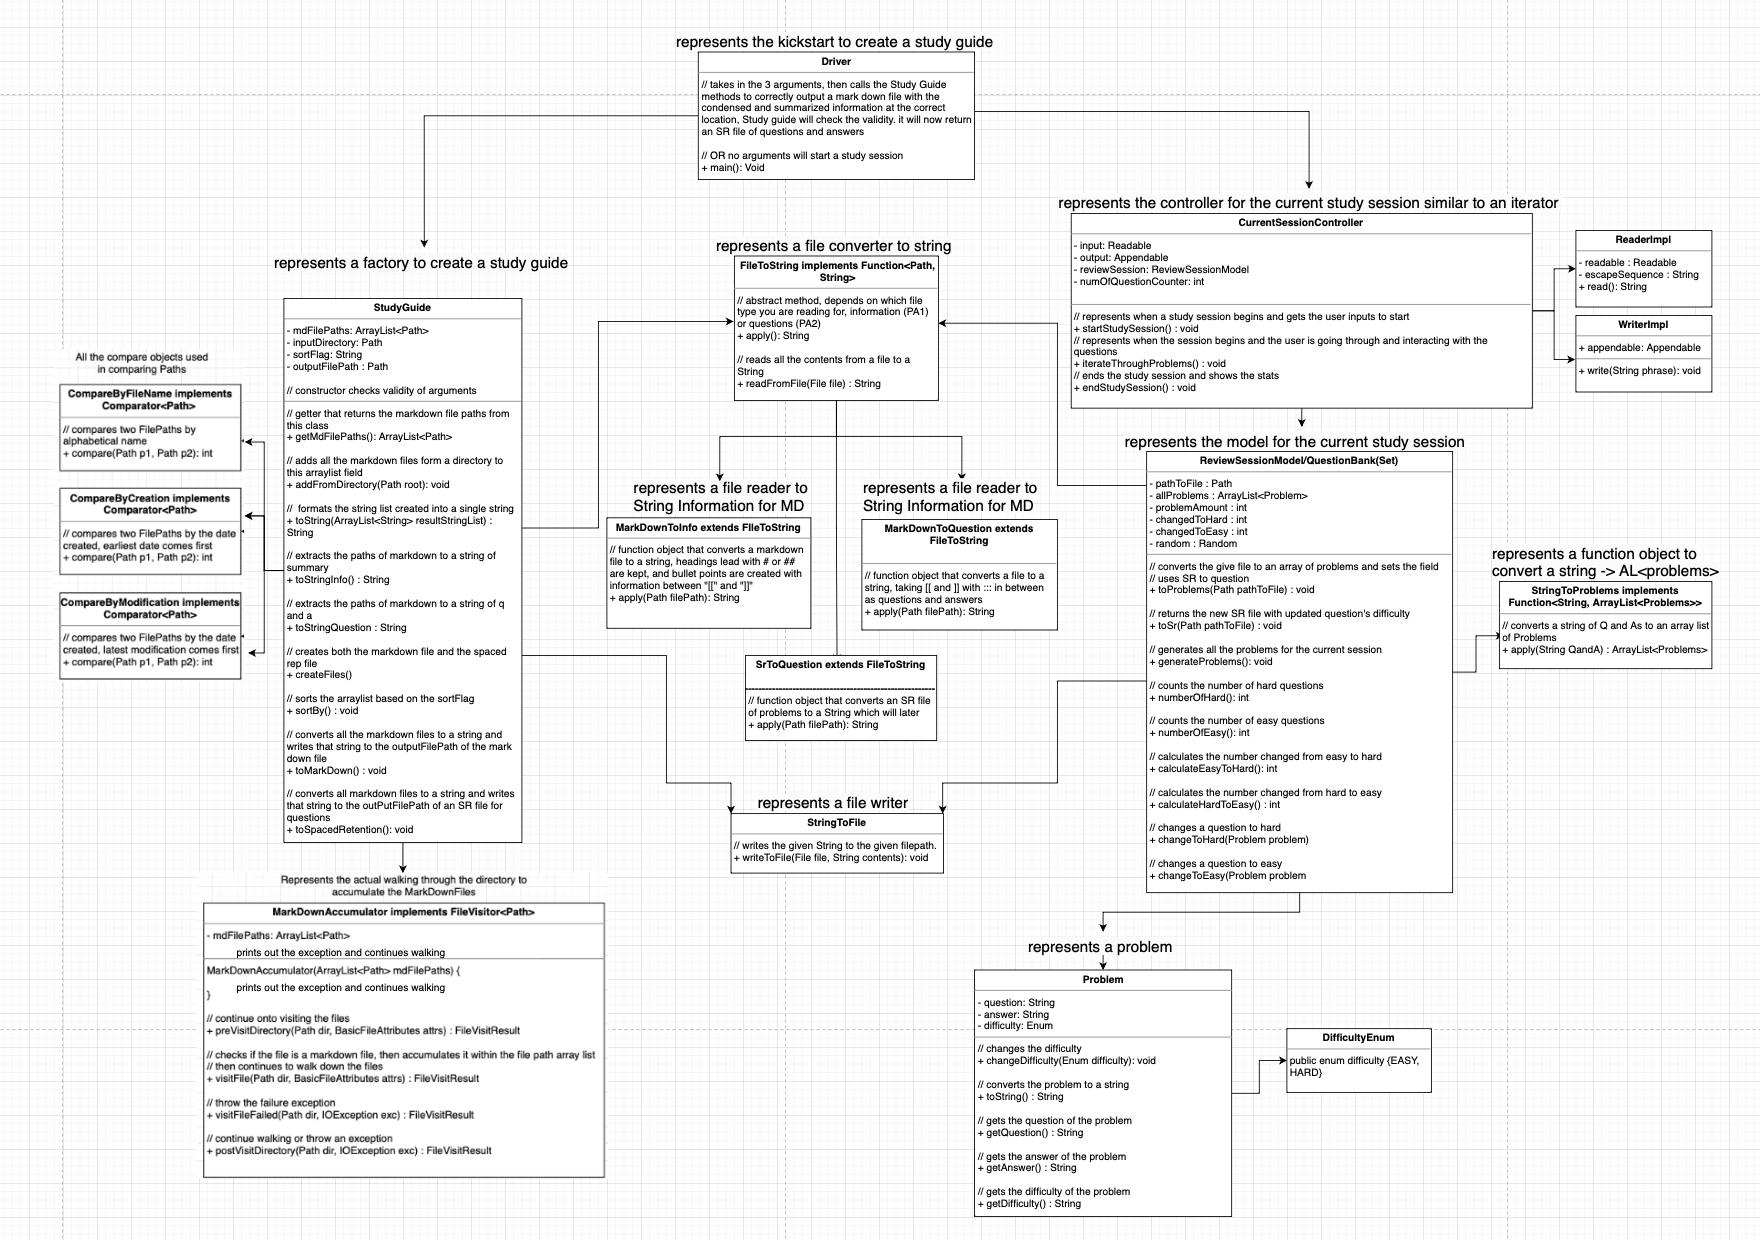 represents the kickstart to create a study guide
Driver
// takes in the 3 arguments, then calls the Study Guide
methods to correctly output a mark down file with the
condensed and summarized information at the correct
location, Study guide will check the validity. it will now return
an SR file of questions and answers
// OR no arguments will start a study session
+ main(): Void
represents a factory to create a study guide
StudyGuide
- mdFilePaths: ArrayList<Path>
- inputDirectory: Path
- sortFlag: String
- outputFilePath : Path
// constructor checks validity of arguments
// getter that returns the markdown file paths from
this class
+ getMdFilePaths(): ArrayList<Path>
// adds all the markdown files form a directory to
this arraylist field
+ addFromDirectory(Path root): void
// formats the string list created into a single string
+ toString(ArrayList<String> resultStringList) :
String
// extracts the paths of markdown to a string of
summary
+ toStringInfo() : String
// extracts the paths of markdown to a string of q
and a
+ toStringQuestion : String
// creates both the markdown file and the spaced
rep file
+ createFiles()
// sorts the arraylist based on the sortFlag
+ sortBy() : void
// converts all the markdown files to a string and
writes that string to the outputFilePath of the mark
down file
+ toMarkDown() : void
// converts all markdown files to a string and writes
that string to the outPutFilePath of an SR file for
questions
+ toSpacedRetention(): void
All the compare objects used
in comparing Paths
CompareByFileName implements
Comparator<Path>
// compares two FilePaths by
alphabetical name
+ compare(Path p1, Path p2): int
CompareByCreation implements
Comparator<Path>
// compares two FilePaths by the date
created, earliest date comes first
+ compare(Path p1, Path p2): int
CompareByModification implements
Comparator<Path>
// compares two FilePaths by the date
created, latest modification comes first
+ compare(Path p1, Path p2): int
Represents the actual walking through the directory to
accumulate the MarkDownFiles
MarkDownAccumulator implements FileVisitor<Path>
- mdFilePaths: ArrayList<Path>
prints out the exception and continues walking
MarkDownAccumulator(ArrayList<Path> mdFilePaths) {
prints out the exception and continues walking
}
// continue onto visiting the files
+ preVisitDirectory(Path dir, BasicFileAttributes attrs) : FileVisitResult
// checks if the file is a markdown file, then accumulates it within the file path array list
// then continues to walk down the files
+ visitFile(Path dir, BasicFileAttributes attrs) : FileVisitResult
// throw the failure exception
+ visitFileFailed(Path dir, IOException exc) : FileVisitResult
// continue walking or throw an exception
+ postVisitDirectory(Path dir, IOException exc) : FileVisitResult
represents a file converter to string
FileToString implements Function<Path,
String>
// abstract method, depends on which file
type you are reading for, information (PA1)
or questions (PA2)
+ apply(): String
// reads all the contents from a file to a
String
+ readFromFile(File file) : String
represents a file reader to
String Information for MD
MarkDownToInfo extends FIleToString
// function object that converts a markdown
file to a string, headings lead with # or ##
are kept, and bullet points are created with
information between "[[" and "]]"
+ apply(Path filePath): String
represents a file reader to
String Information for MD
MarkDownToQuestion extends
FIleToString
// function object that converts a file to a
string, taking [[ and ]] with ::: in between
as questions and answers
+ apply(Path filePath): String
SrToQuestion extends FileToString
// function object that converts an SR file
of problems to a String which will later
+ apply(Path filePath): String
represents a file writer
StringToFile
// writes the given String to the given filepath.
+ writeToFile(File file, String contents): void
represents the controller for the current study session similar to an iterator
CurrentSessionController
- input: Readable
- output: Appendable
- reviewSession: ReviewSessionModel
- numOfQuestionCounter: int
// represents when a study session begins and gets the user inputs to start
+ startStudySession() : void
// represents when the session begins and the user is going through and interacting with the
questions
+ iterateThroughProblems() : void
// ends the study session and shows the stats
+ endStudySession() : void
ReaderImpl
- readable : Readable
- escapeSequence : String
+ read(): String
WriterImpl
+ appendable: Appendable
+ write(String phrase): void
represents the model for the current study session
ReviewSessionModel/QuestionBank(Set)
- pathToFile : Path
- allProblems : ArrayList<Problem>
- problemAmount : int
- changedToHard : int
- changedToEasy : int
- random : Random
// converts the give file to an array of problems and sets the field
// uses SR to question
+ toProblems(Path pathToFile) : void
// returns the new SR file with updated question's difficulty
+ toSr(Path pathToFile) : void
// generates all the problems for the current session
+ generateProblems(): void
// counts the number of hard questions
+ numberOfHard(): int
// counts the number of easy questions
+ numberOfEasy(): int
// calculates the number changed from easy to hard
+ calculateEasyToHard(): int
// calculates the number changed from hard to easy
+ calculateHardToEasy() : int
// changes a question to hard
+ changeToHard(Problem problem)
// changes a question to easy
+ changeToEasy(Problem problem
represents a function object to
convert a string -> AL<problems>
StringToProblems implements
Function<String, ArrayList<Problems>>
// converts a string of Q and As to an array list
of Problems
+ apply(String QandA) : ArrayList<Problems>
represents a problem
Problem
- question: String
- answer: String
- difficulty: Enum
// changes the difficulty
+ changeDifficulty(Enum difficulty): void
// converts the problem to a string
+ toString() : String
// gets the question of the problem
+ getQuestion() : String
// gets the answer of the problem
+ getAnswer() : String
// gets the difficulty of the problem
+ getDifficulty() : String
DifficultyEnum
public enum difficulty {EASY,
HARD}